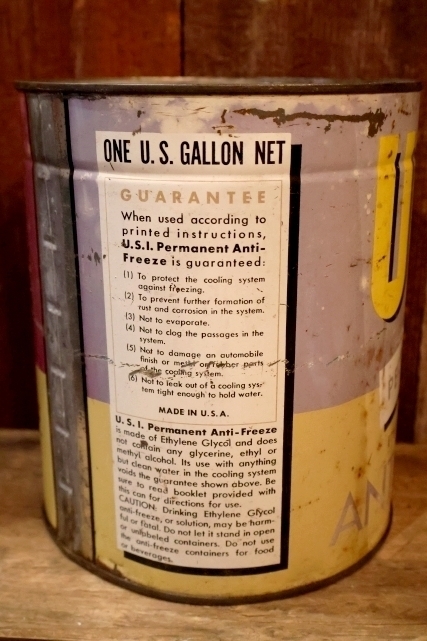 ONE U.S. GALLON NET
GUARANTEE
When used according to
printed instructions,
U.S.I. Permanent Anti-
Freeze is guaranteed:
(1) To protect the cooling system
against freezing.
(2) To prevent further formation of
rust and corrosion in the system.
(3) Not to evaporate.
(4) Not to clog the passages in the
system.
(5) Not to damage an automobile
finish or metal or rubber parts
of the cooling system.
(6) Not to leak out of a cooling sys-
tem tight enough to hold water.
MADE IN U.S.A.
U.S.I. Permanent Anti-Freeze
is made of Ethylene Glycol and does
not contain any glycerine, ethyl or
methyl alcohol. Its use with anything
but clean water in the cooling system
voids the guarantee shown above. Be
sure to read booklet provided with
this can for directions for use.
CAUTION: Drinking Ethylene Glycol
anti-freeze, or solution, may be harm-
ful or fatal. Do not let it stand in open
or unlabeled containers. Do not use
the anti-freeze containers for food
or beverages.
U
AN